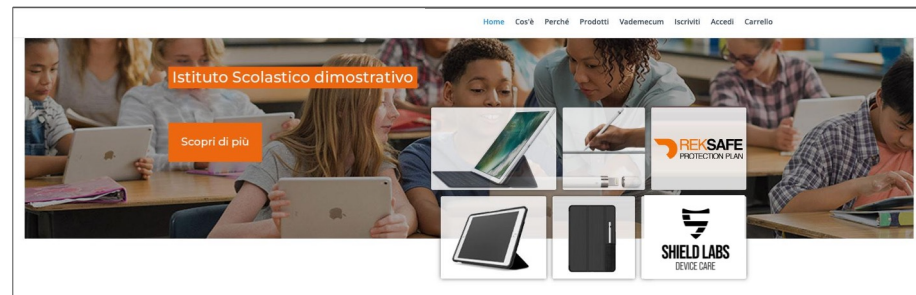 Home Cos'è Perché Prodotti Vademecum Iscriviti Accedi Carrello
Istituto Scolastico dimostrativo
Scopri di più
REKSAFE
PROTECTION PLAN
SHIELD LABS
DEVICE CARE